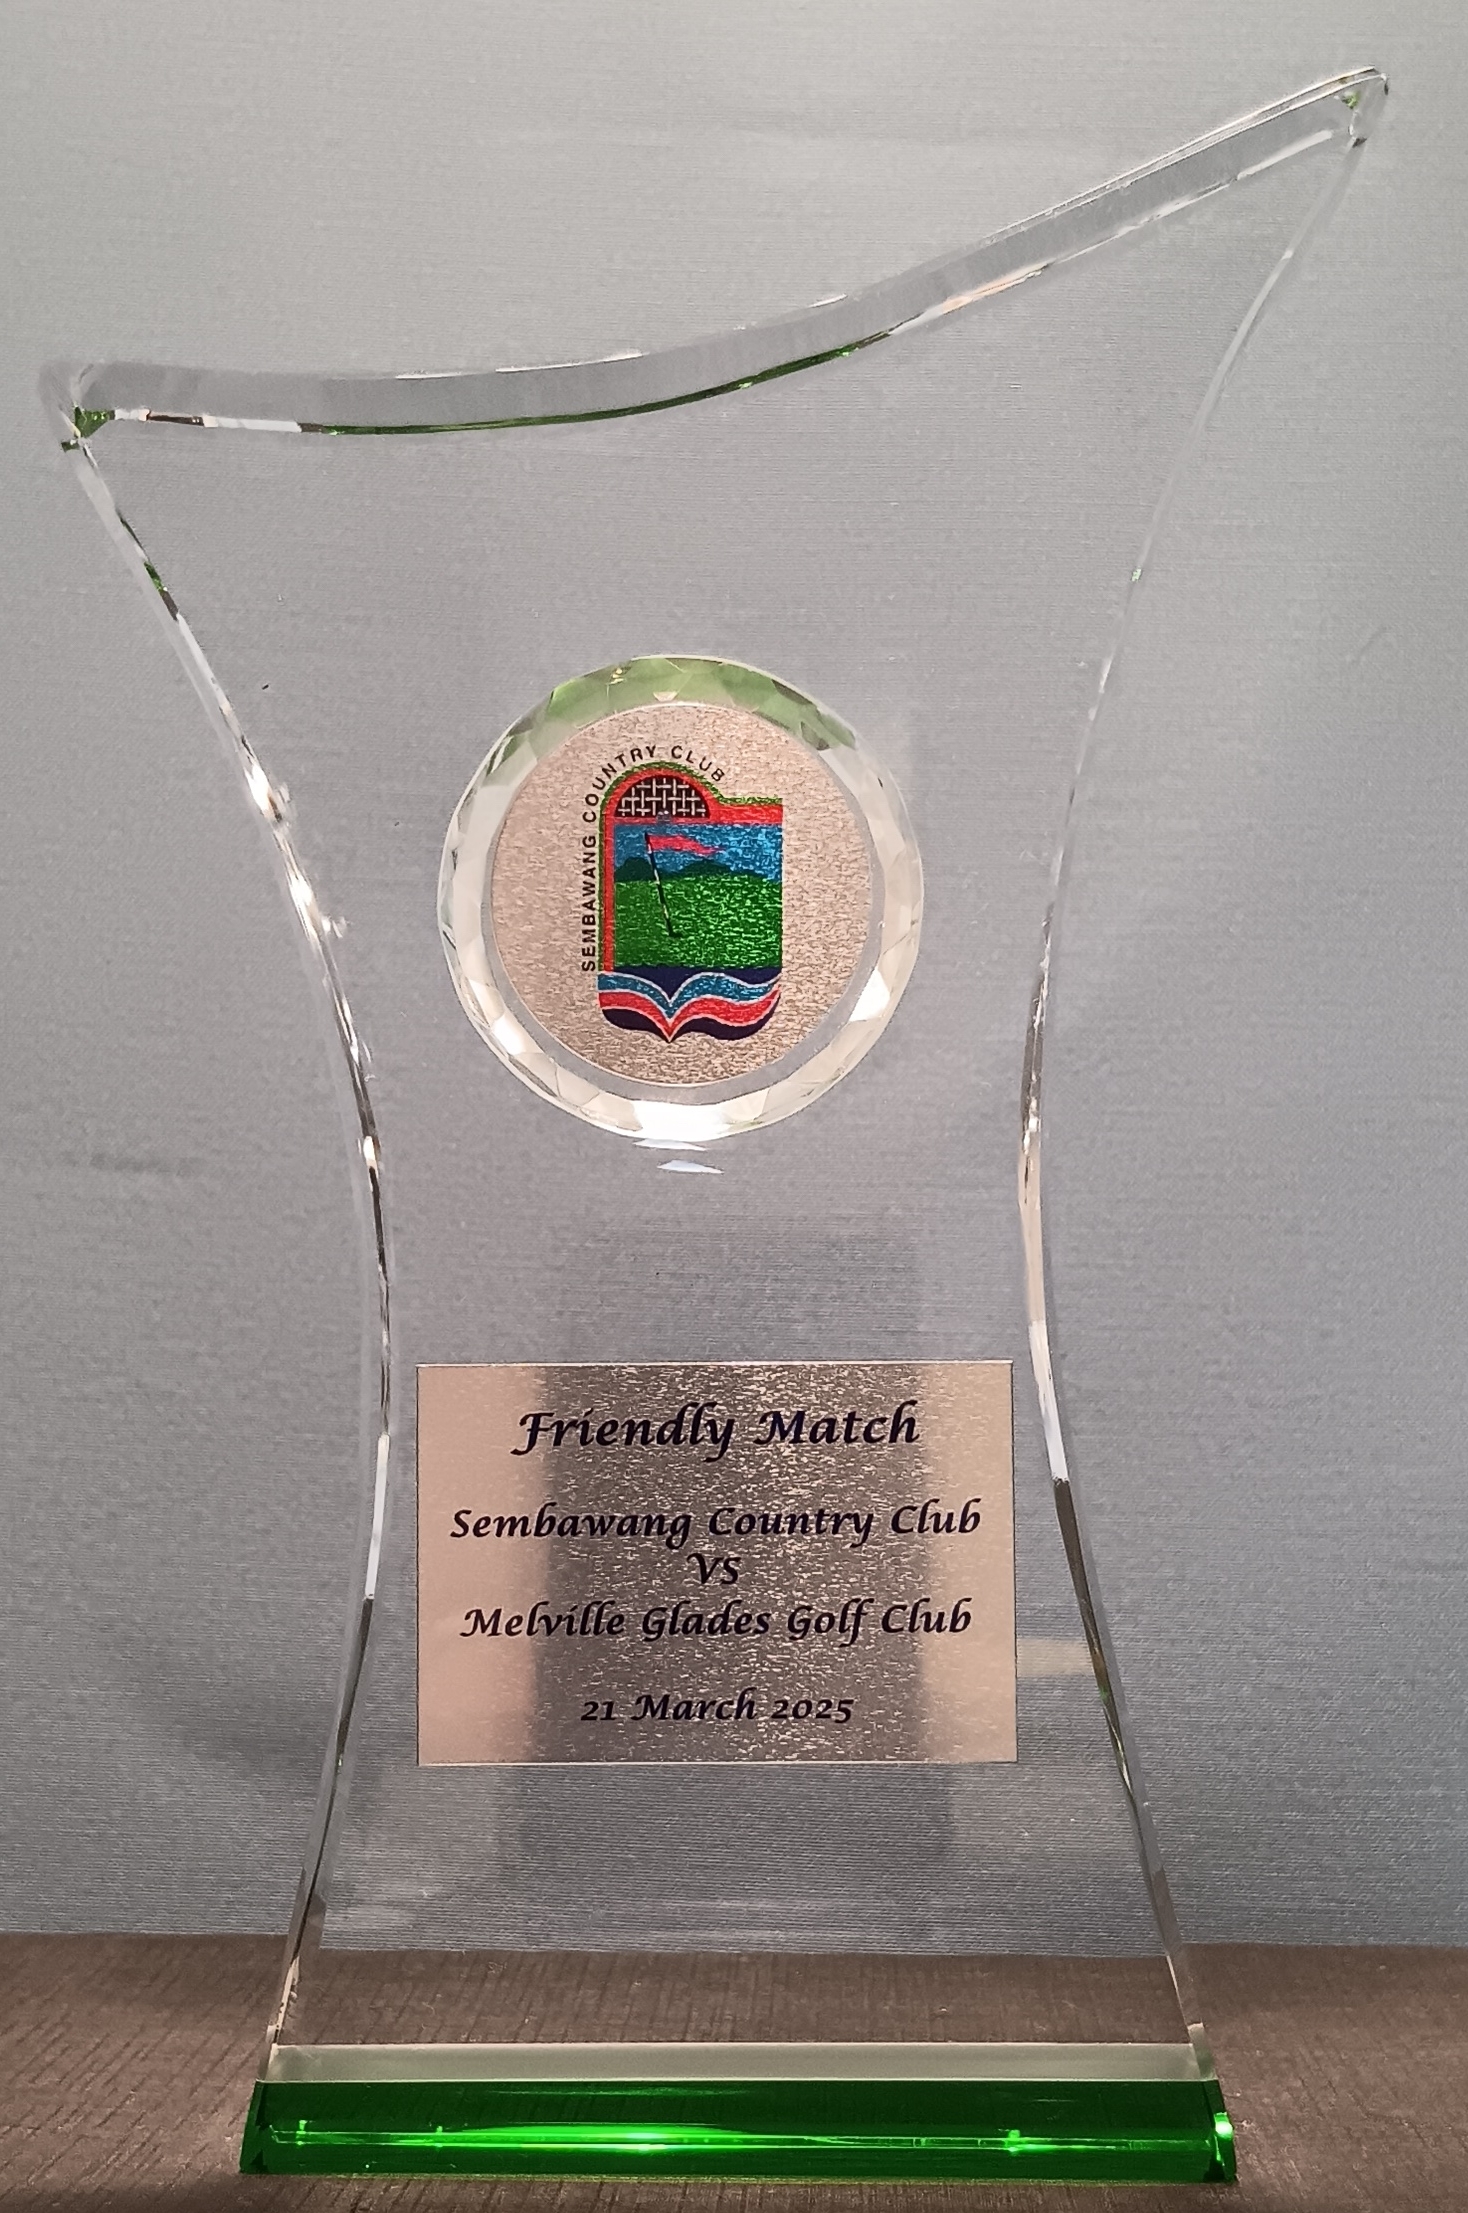 SEMBAWANG COUNTRY CLUB
Friendly Match
Sembawang Country Club
VS
Melville Glades Golf Club
21 March 2025